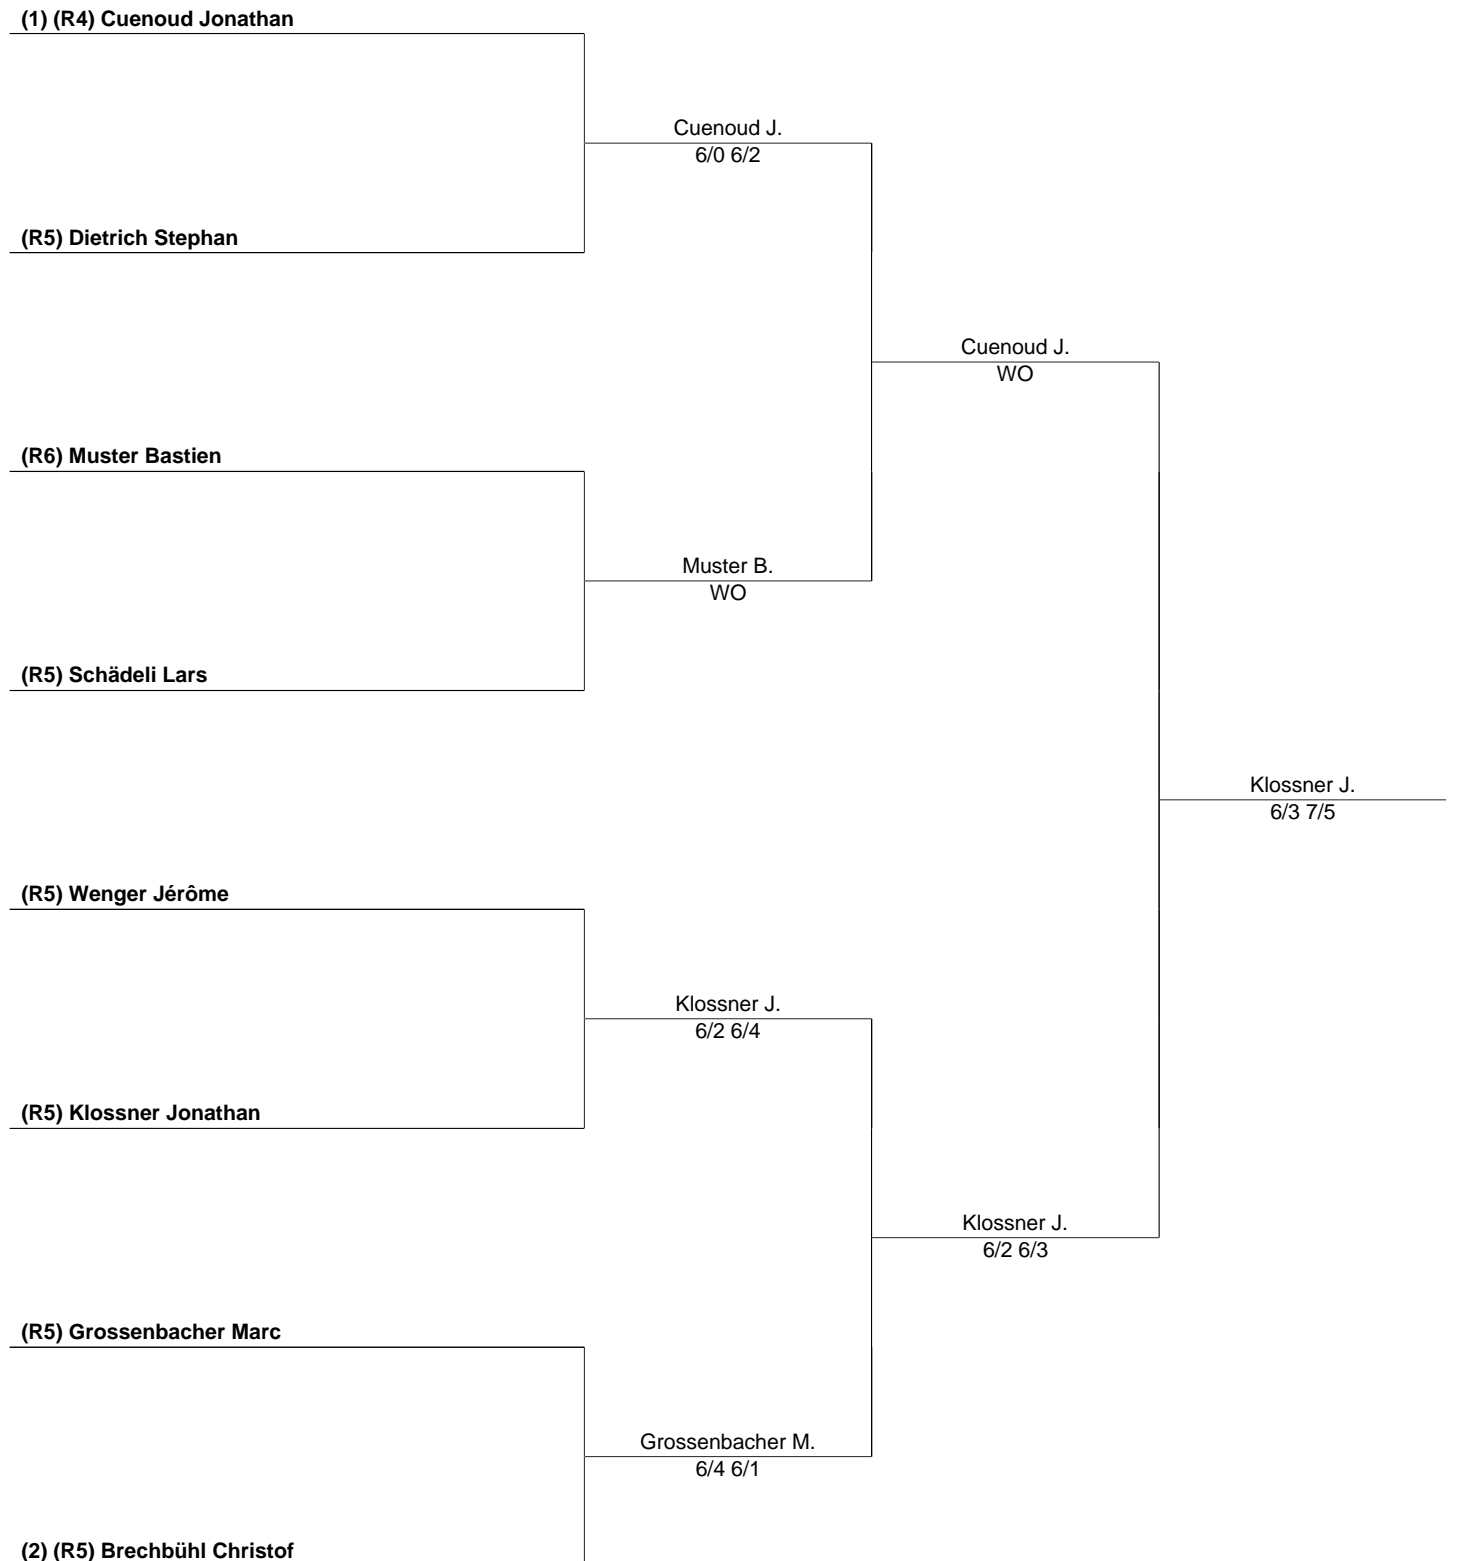 (1) (R4) Cuenoud Jonathan
Cuenoud J.
6/0 6/2
(R5) Dietrich Stephan
Cuenoud J.
WO
(R6) Muster Bastien
Muster B.
WO
(R5) Schädeli Lars
Klossner J.
6/3 7/5
(R5) Wenger Jérôme
Klossner J.
6/2 6/4
(R5) Klossner Jonathan
Klossner J.
6/2 6/3
(R5) Grossenbacher Marc
Grossenbacher M.
6/4 6/1
(2) (R5) Brechbühl Christof